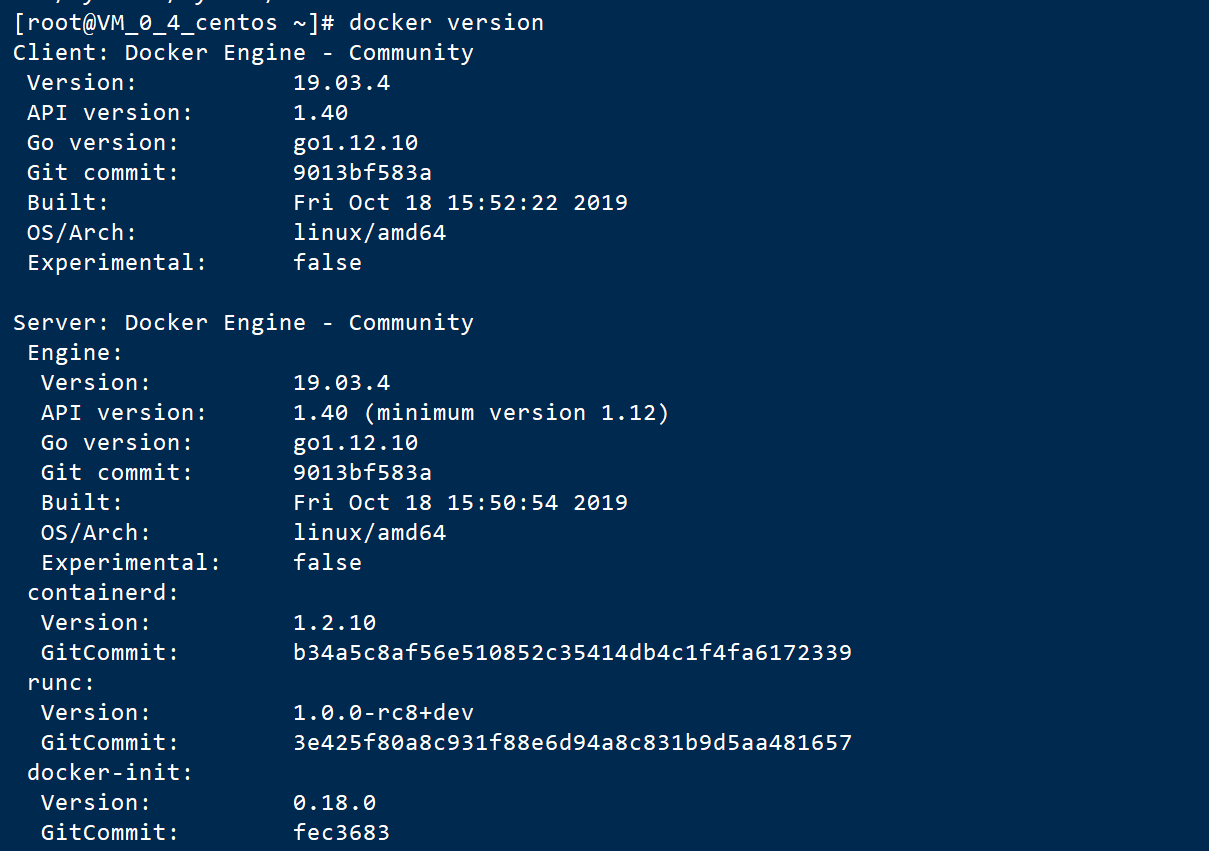 [root@VM_0_4_centos ~]# docker version
Client: Docker Engine - Community
 Version:           19.03.4
 API version:       1.40
 Go version:        go1.12.10
 Git commit:        9013bf583a
 Built:             Fri Oct 18 15:52:22 2019
 OS/Arch:           linux/amd64
 Experimental:      false

Server: Docker Engine - Community
 Engine:
  Version:          19.03.4
  API version:      1.40 (minimum version 1.12)
  Go version:       go1.12.10
  Git commit:       9013bf583a
  Built:            Fri Oct 18 15:50:54 2019
  OS/Arch:          linux/amd64
  Experimental:     false
 containerd:
  Version:          1.2.10
  GitCommit:        b34a5c8af56e510852c35414db4c1f4fa6172339
 runc:
  Version:          1.0.0-rc8+dev
  GitCommit:        3e425f80a8c931f88e6d94a8c831b9d5aa481657
 docker-init:
  Version:          0.18.0
  GitCommit:        fec3683